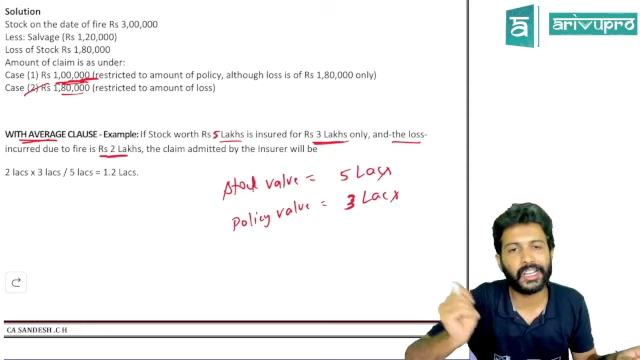 Solution
Stock on the date of fire Rs 3,00,000
Less: Salvage (Rs 1,20,000)
Loss of Stock Rs 1,80,000
Amount of claim is as under:
Case (1) Rs 1,00,000 (restricted to amount of policy, although loss is of Rs 1,80,000 only)
Case (2) Rs 1,80,000 (restricted to amount of loss)
WITH AVERAGE CLAUSE - Example: If Stock worth Rs 5 Lakhs is insured for Rs 3 Lakhs only, and the loss
incurred due to fire is Rs 2 Lakhs, the claim admitted by the Insurer will be
2 lacs x 3 lacs / 5 lacs = 1.2 Lacs.
Stock value = 5 Lacs
policy value = 3 Lacs
arivupro
CA SANDESH .C H